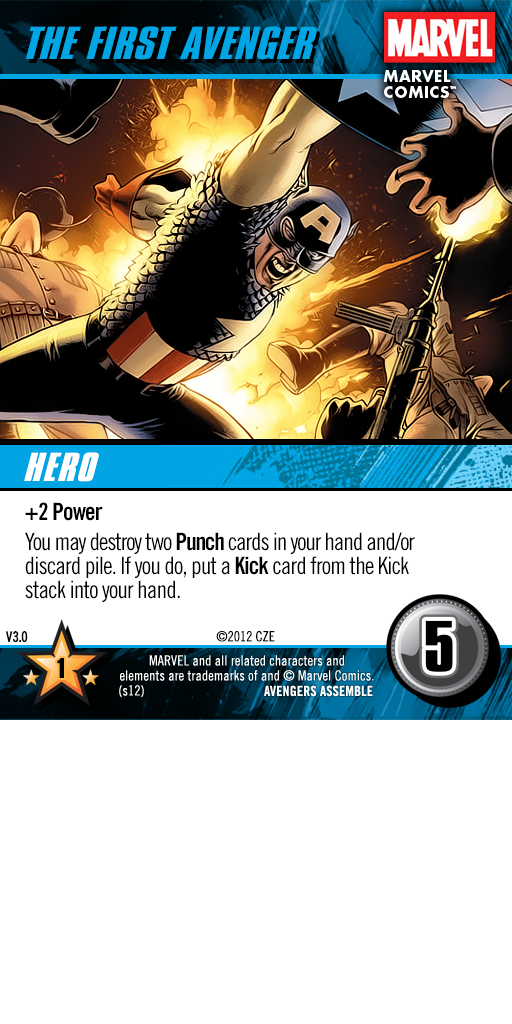 THE FIRST AVENGER
MARVEL
MARVEL
COMICS™
A
HERO
+2 Power
You may destroy two Punch cards in your hand and/or
discard pile. If you do, put a Kick card from the Kick
stack into your hand.
V3.0
©2012 CZE
5
1
MARVEL and all related characters and
elements are trademarks of and © Marvel Comics.
(s12)
AVENGERS ASSEMBLE